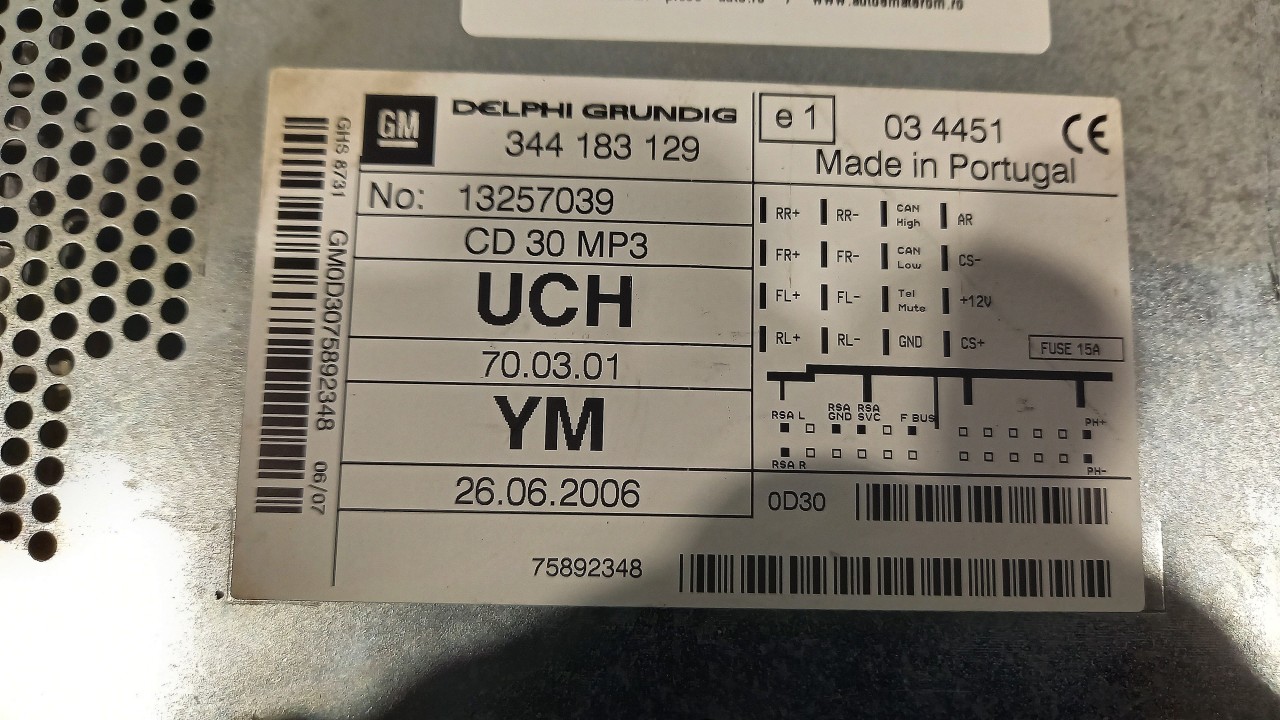 www.automaterom.ro
GM
DELPHI GRUNDIG
344 183 129
No: 13257039
CD 30 MP3
UCH
70.03.01
YM
26.06.2006
75892348
GHS 8731 GM0D3075892348 06/07
e 1
03 4451
CE
Made in Portugal
RR+ RR- CAN High AR
FR+ FR- CAN Low CS-
FL+ FL- Tel Mute +12V
RL+ RL- GND CS+
FUSE 15A
RSA L RSA GND RSA SVC F BUS PH+
RSA R PH-
0D30